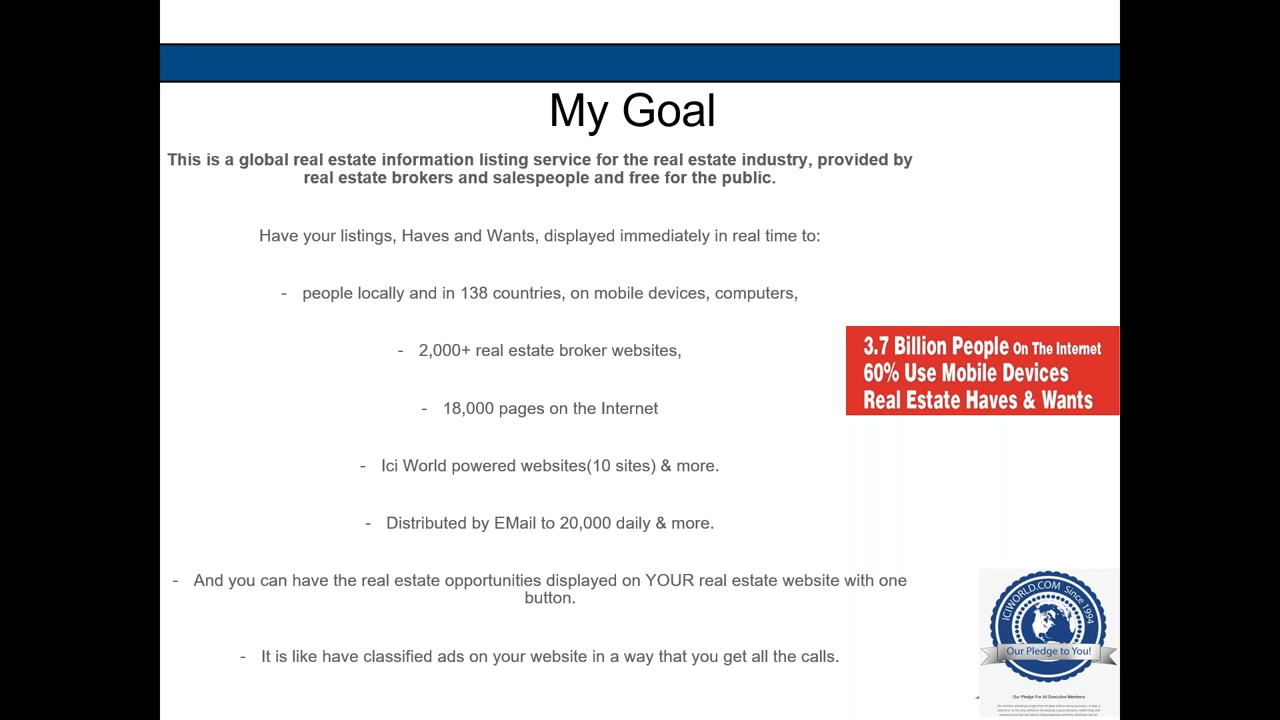 My Goal
This is a global real estate information listing service for the real estate industry, provided by
real estate brokers and salespeople and free for the public.
Have your listings, Haves and Wants, displayed immediately in real time to:
- people locally and in 138 countries, on mobile devices, computers,
- 2,000+ real estate broker websites,
- 18,000 pages on the Internet
- Ici World powered websites(10 sites) & more.
- Distributed by EMail to 20,000 daily & more.
- And you can have the real estate opportunities displayed on YOUR real estate website with one
button.
- It is like have classified ads on your website in a way that you get all the calls.
3.7 Billion People On The Internet
60% Use Mobile Devices
Real Estate Haves & Wants
ICIWORLD.COM Since 1994
Our Pledge to You!
Our Pledge For All Executive Members